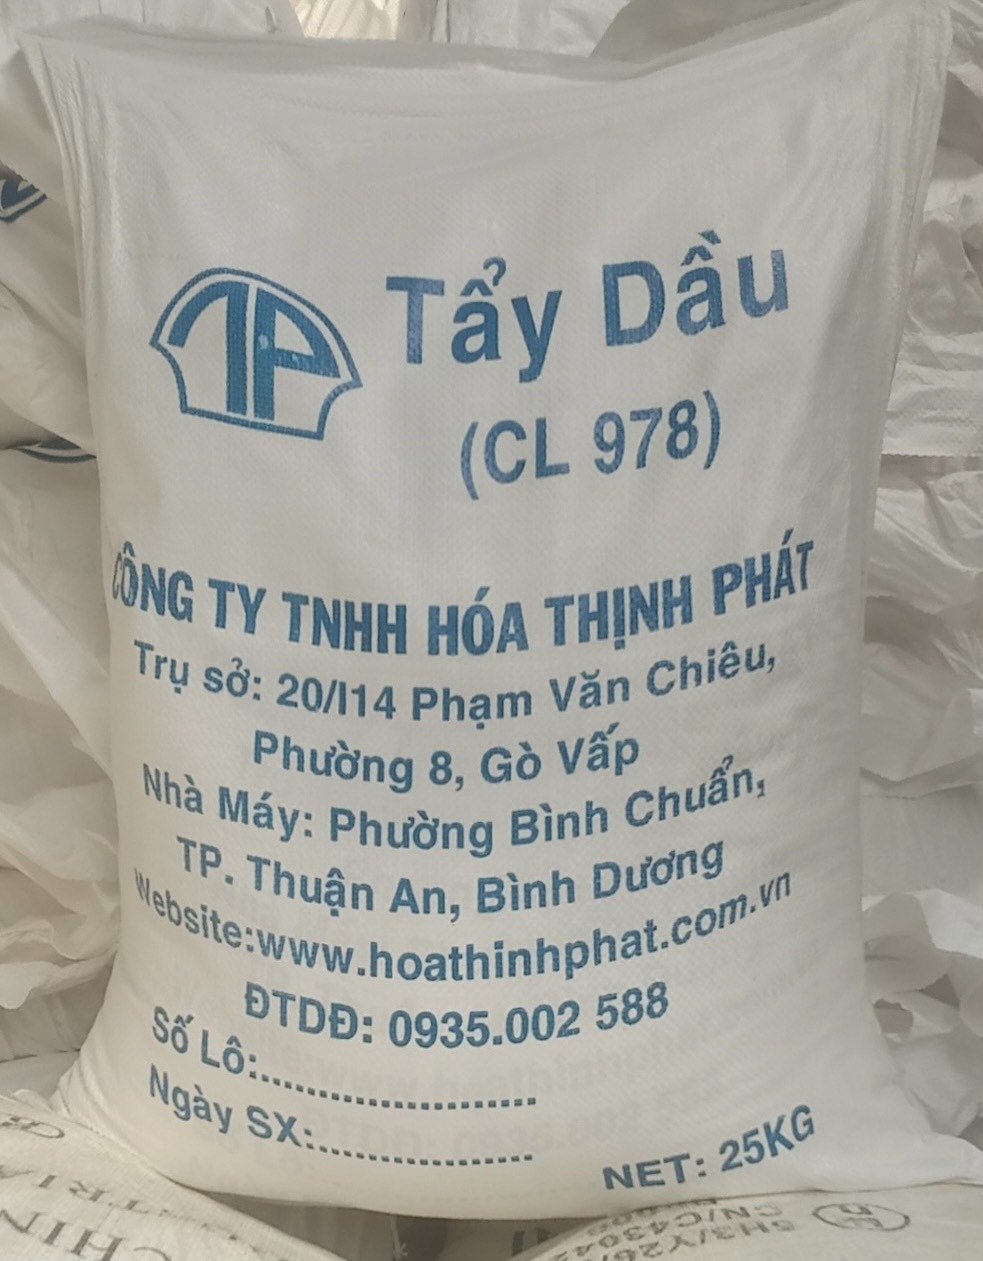 TP
Tẩy Dầu
(CL 978)
CÔNG TY TNHH HÓA THỊNH PHÁT
Trụ sở: 20/I14 Phạm Văn Chiêu,
Phường 8, Gò Vấp
Nhà Máy: Phường Bình Chuẩn,
TP. Thuận An, Bình Dương
Website:www.hoathinhphat.com.vn
ĐTDĐ: 0935.002 588
Số Lô:........................
Ngày SX:........................
NET: 25KG